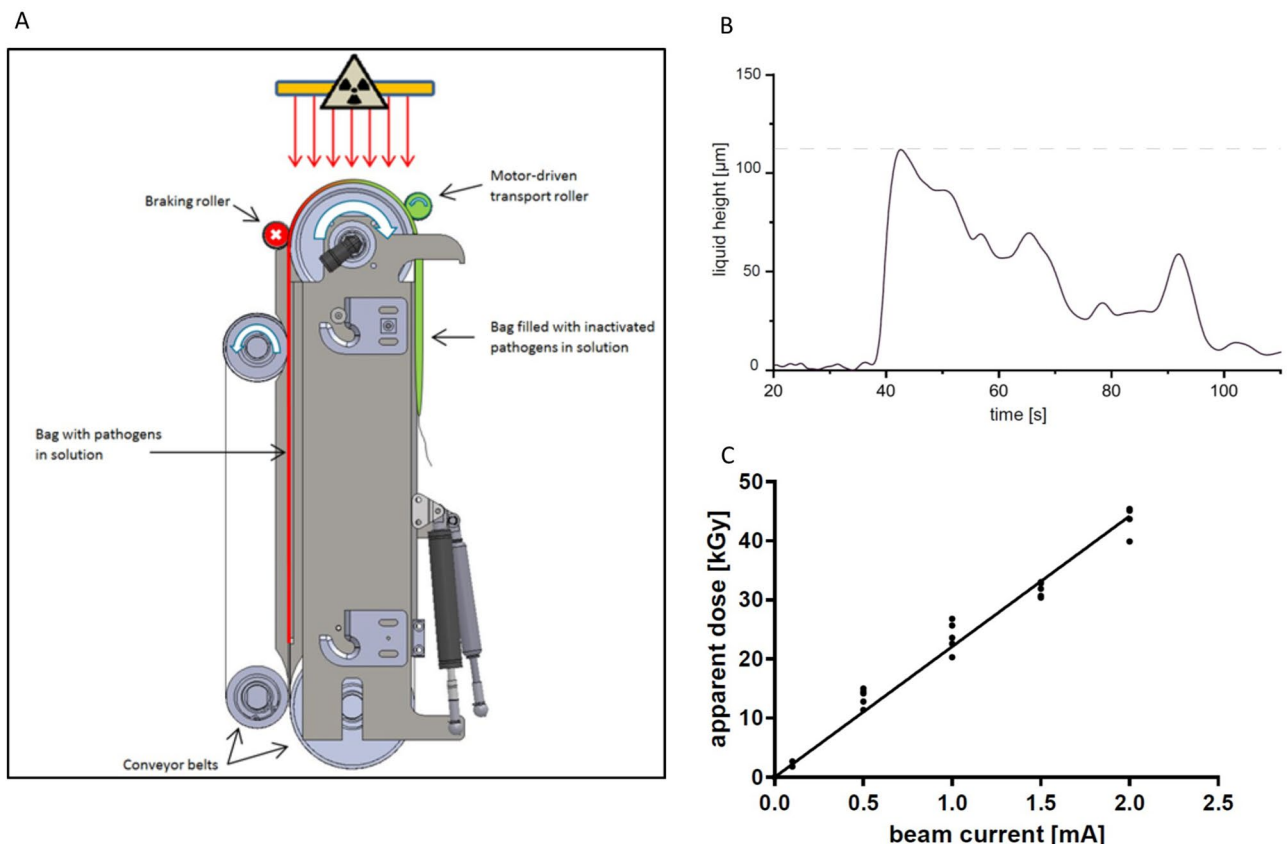 A
Braking roller
Motor-driven
transport roller
Bag filled with inactivated
pathogens in solution
Bag with pathogens
in solution
Conveyor belts
B
150
100
50
0
liquid height [µm]
20
40
60
80
100
time [s]
C
50
40
30
20
10
0
apparent dose [kGy]
0.0
0.5
1.0
1.5
2.0
2.5
beam current [mA]